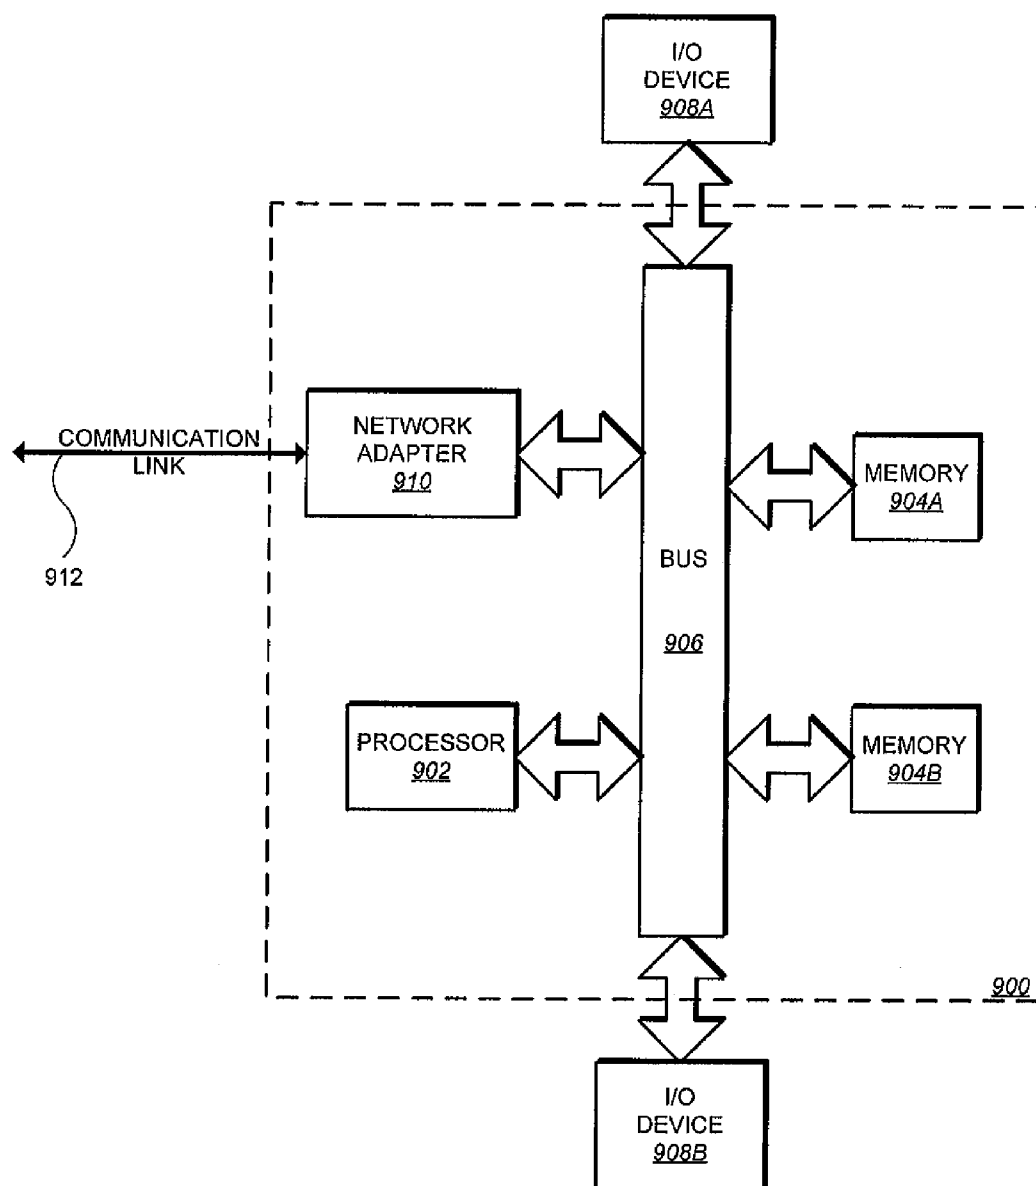 I/O
DEVICE
908A
COMMUNICATION
LINK
912
NETWORK
ADAPTER
910
MEMORY
904A
BUS
906
PROCESSOR
902
MEMORY
904B
900
I/O
DEVICE
908B